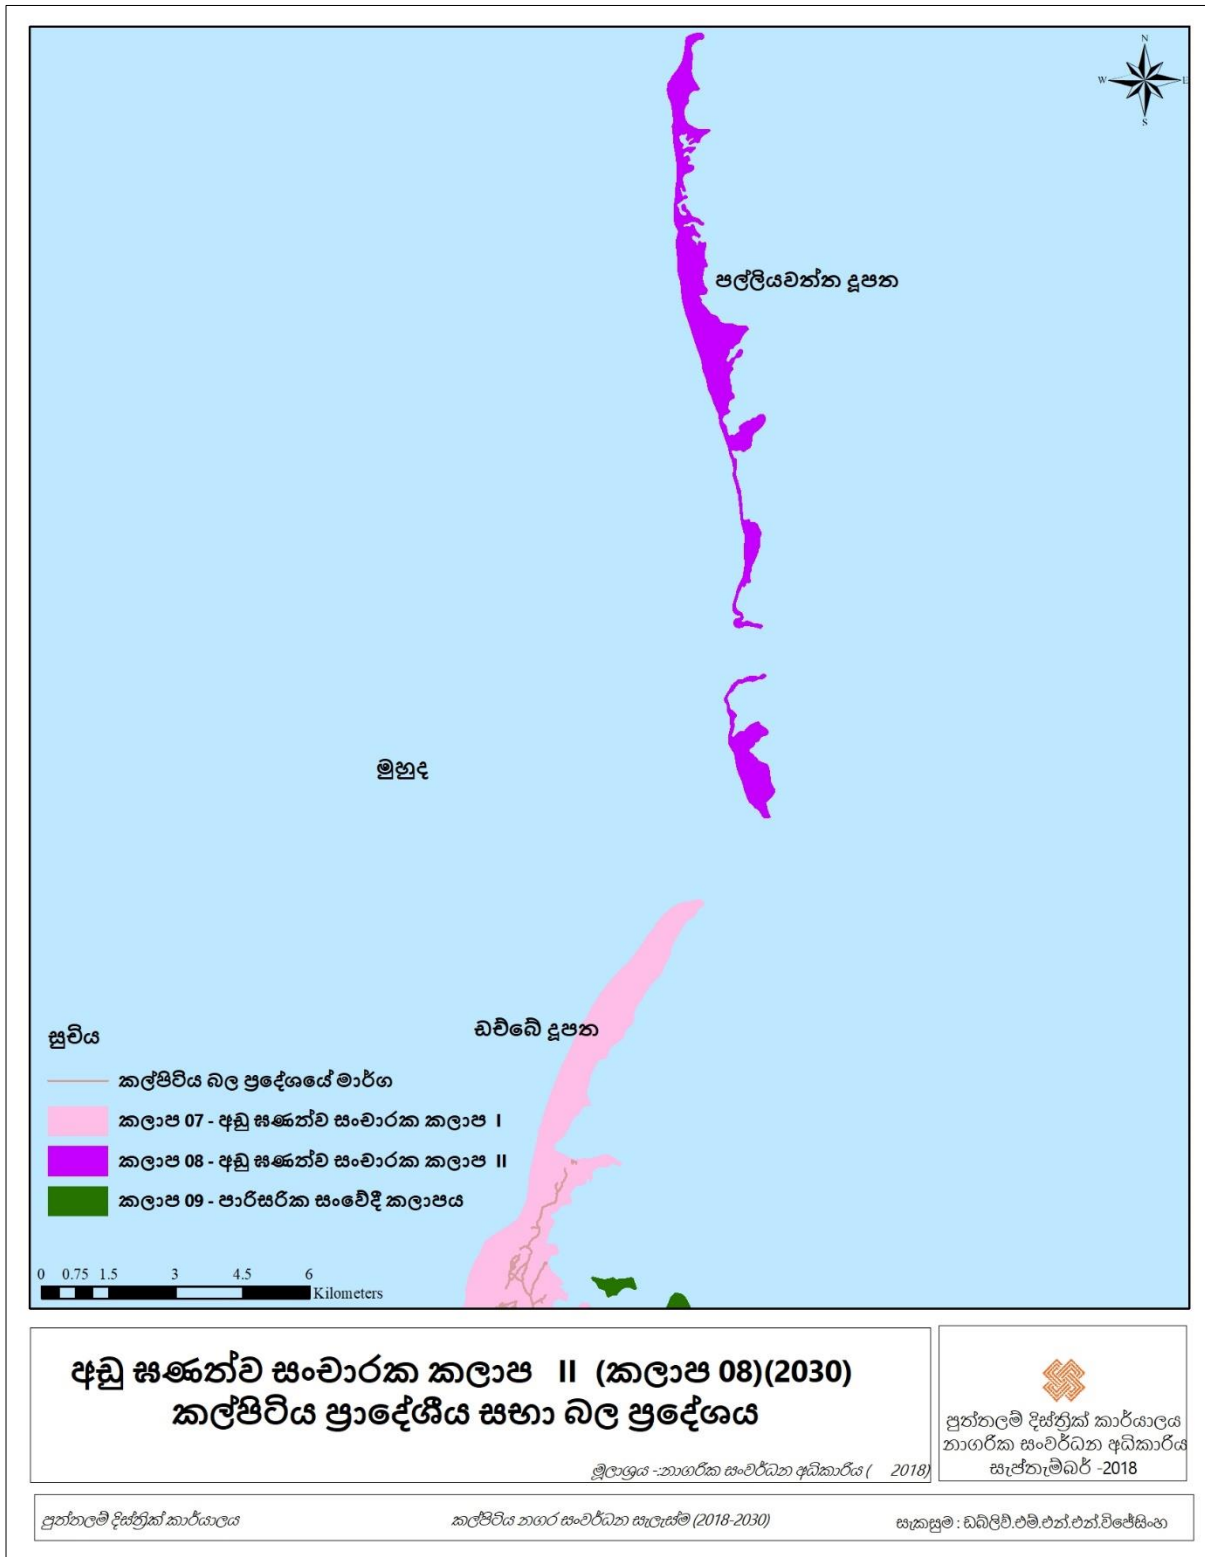 N
W
E
S
පල්ලියවත්ත දූපත
මුහුද
ඩච්බේ දූපත
සුචිය
කල්පිටිය බල ප්‍රදේශයේ මාර්ග
කලාප 07 - අඩු ඝණත්ව සංචාරක කලාප I
කලාප 08 - අඩු ඝණත්ව සංචාරක කලාප II
කලාප 09 - පාරිසරික සංවේදී කලාපය
0 0.75 1.5 3 4.5 6
Kilometers
අඩු ඝණත්ව සංචාරක කලාප II (කලාප 08)(2030)
කල්පිටිය ප්‍රාදේශීය සභා බල ප්‍රදේශය
මූලාශ්‍රය -:නාගරික සංවර්ධන අධිකාරිය ( 2018)
පුත්තලම් දිස්ත්‍රික් කාර්යාලය
නාගරික සංවර්ධන අධිකාරිය
සැප්තැම්බර් -2018
පුත්තලම් දිස්ත්‍රික් කාර්යාලය
කල්පිටිය නගර සංවර්ධන සැලැස්ම (2018-2030)
සැකසුම : ඩබ්ලිව්.එම්.එන්.එන්.විජේසිංහ